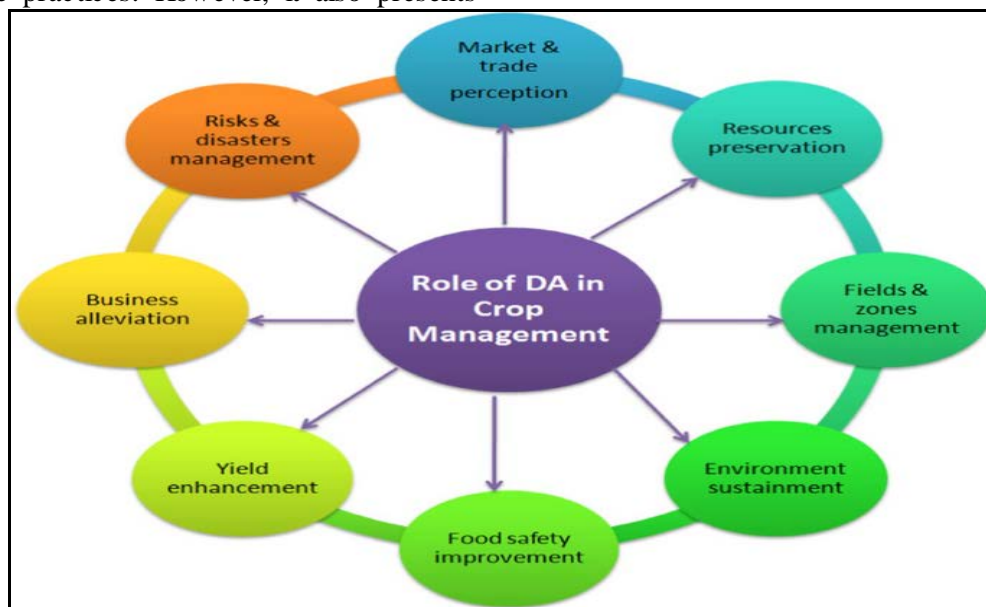 practices. However, it also presents
Market &
trade
perception
Risks &
disasters
management
Resources
preservation
Role of DA in
Crop
Management
Business
alleviation
Fields &
zones
management
Yield
enhancement
Environment
sustainment
Food safety
improvement